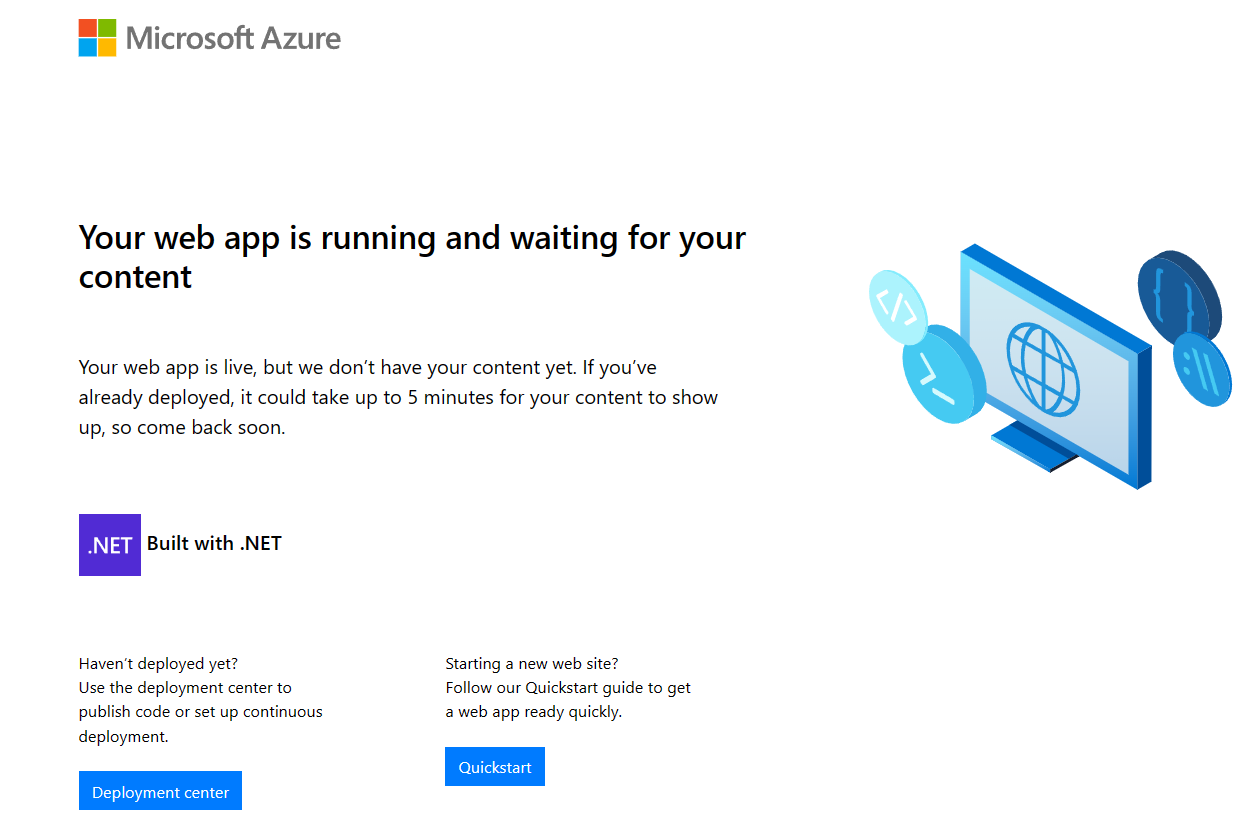 Microsoft Azure
Your web app is running and waiting for your
content
Your web app is live, but we don’t have your content yet. If you’ve
already deployed, it could take up to 5 minutes for your content to show
up, so come back soon.
.NET Built with .NET
Haven’t deployed yet?
Use the deployment center to
publish code or set up continuous
deployment.
Deployment center
Starting a new web site?
Follow our Quickstart guide to get
a web app ready quickly.
Quickstart